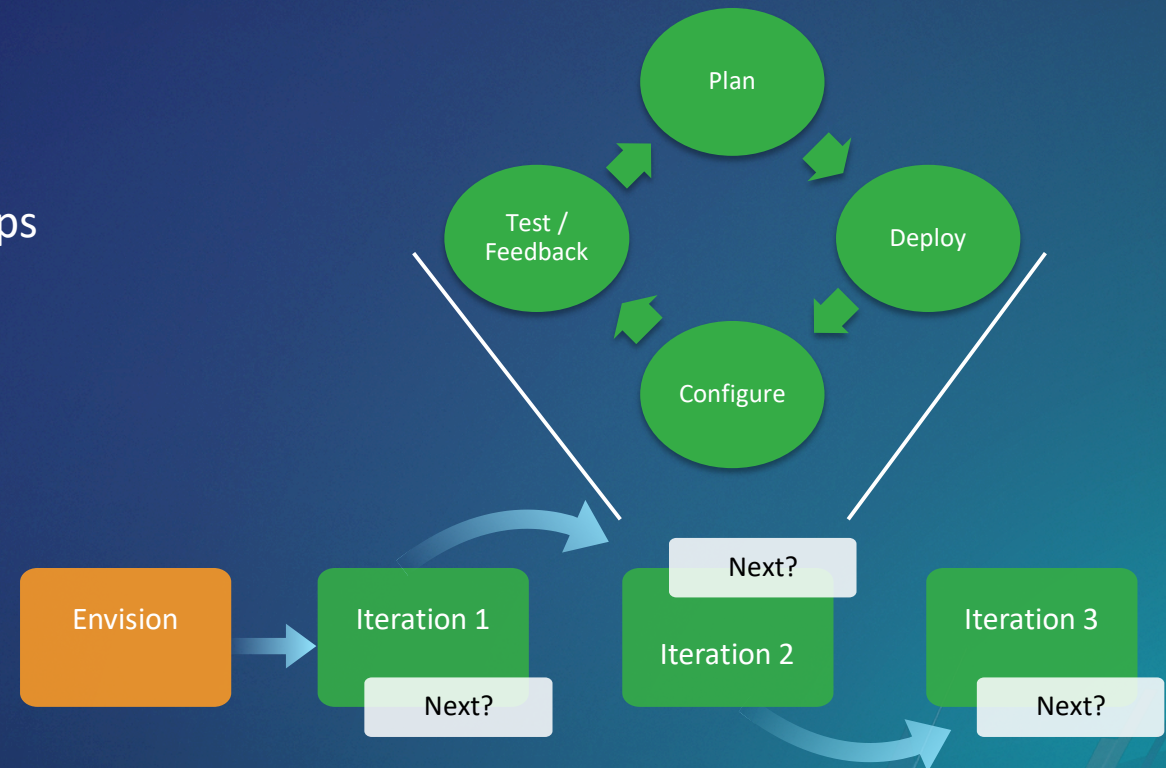 Plan
ps
Test /
Feedback
Deploy
Configure
Next?
Envision
Iteration 1
Iteration 2
Iteration 3
Next?
Next?